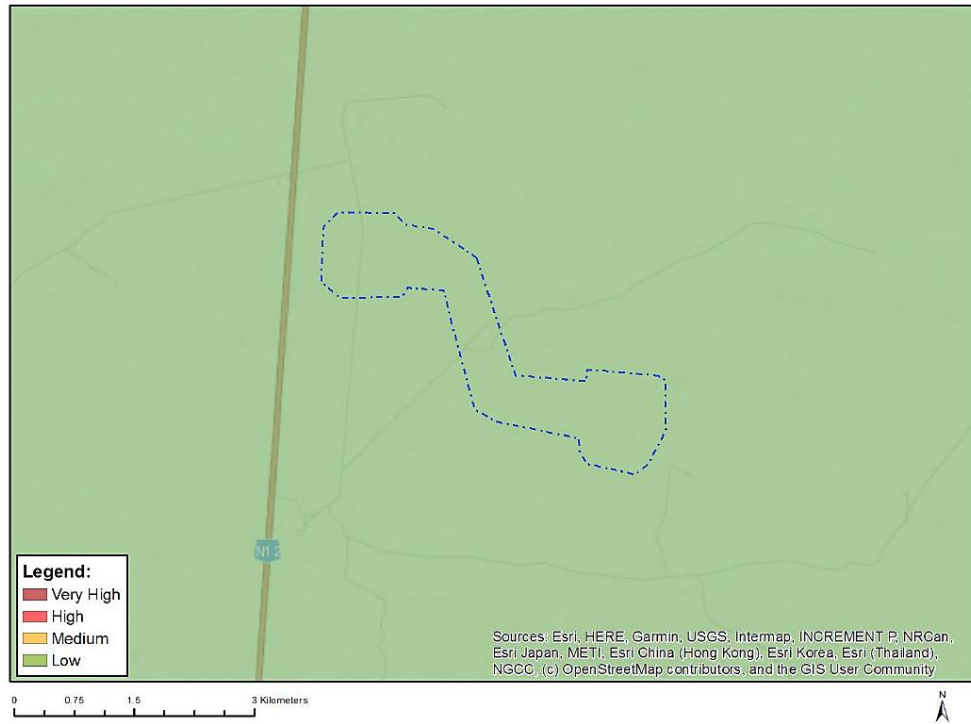 N12
Legend:
Very High
High
Medium
Low
Sources: Esri, HERE, Garmin, USGS, Intermap, INCREMENT P, NRCan,
Esri Japan, METI, Esri China (Hong Kong), Esri Korea, Esri (Thailand),
NGCC, (c) OpenStreetMap contributors, and the GIS User Community
0 0.75 1.5 3 Kilometers
N